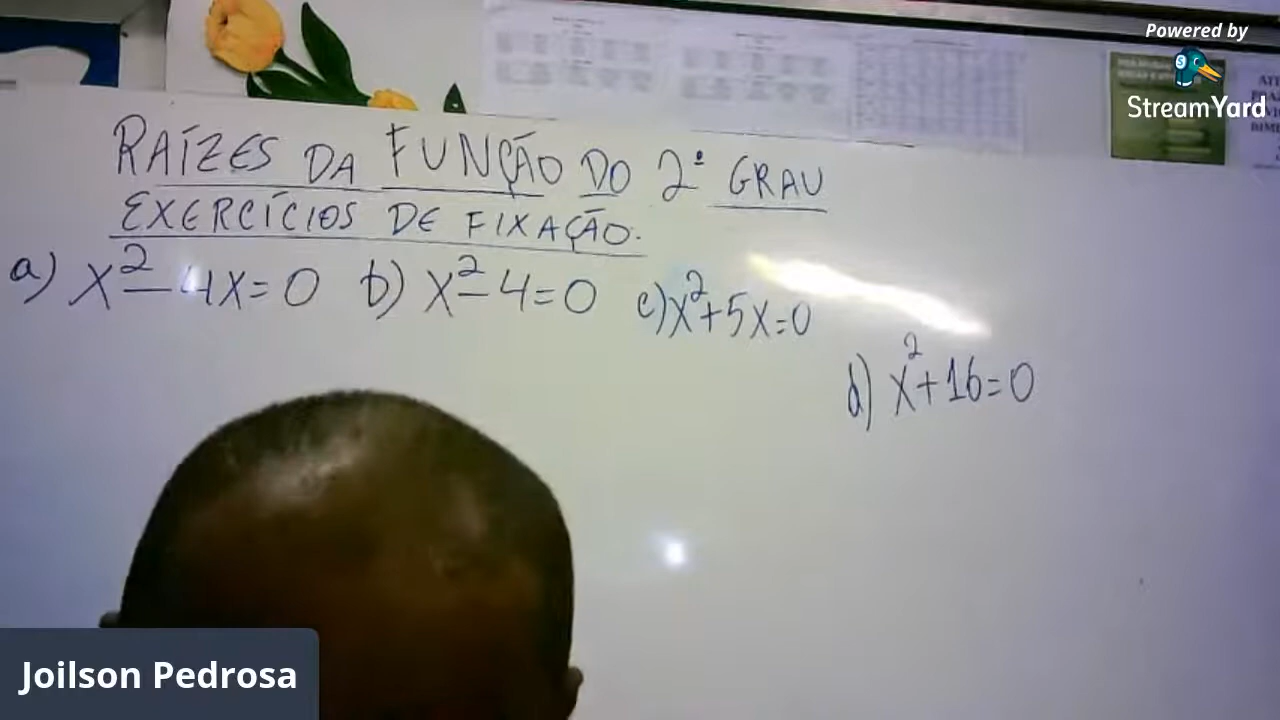 Powered by
StreamYard
RAÍZES DA FUNÇÃO DO 2º GRAU
EXERCÍCIOS DE FIXAÇÃO.
a) x²-4x=0 b) x²-4=0 c) x²+5x=0
d) x²+16=0
Joilson Pedrosa